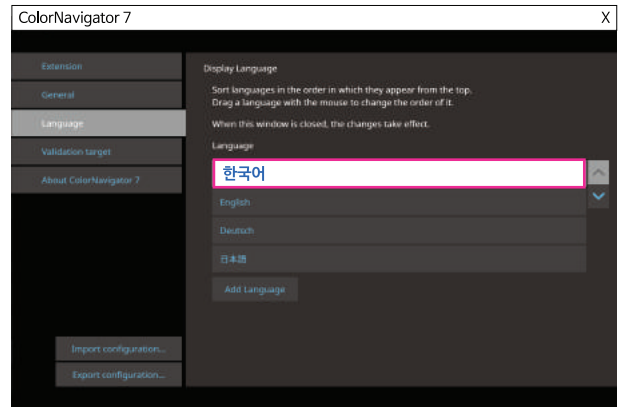 ColorNavigator 7 X
Extension
General
Language
Validation target
About ColorNavigator 7
Import configuration...
Export configuration...
Display Language
Sort languages in the order in which they appear from the top.
Drag a language with the mouse to change the order of it.
When this window is closed, the changes take effect.
Language
한국어
English
Deutsch
日本語
Add Language